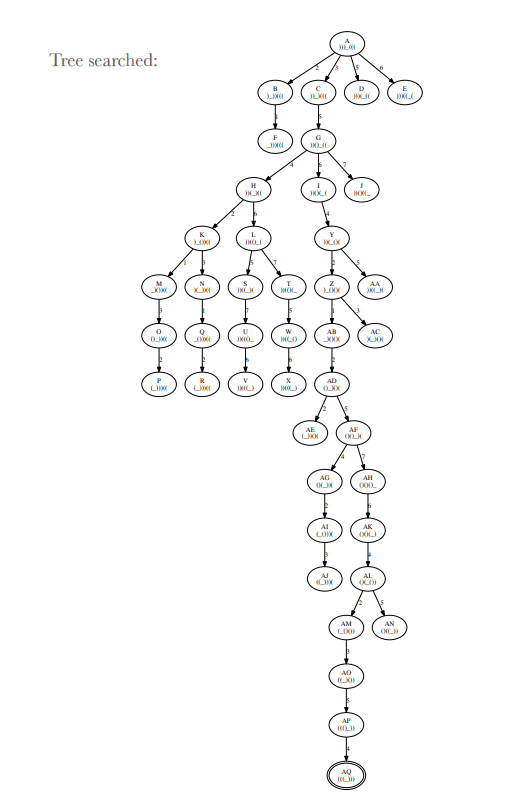 Tree searched:
A
)))_(((
2 3 5 6
B C D E
)_))((( ))_)((( )))(_(( )))((_(
1 5
F G
_)))((( ))()_((
4 6 7
H I J
))(_)(( ))()(_( ))()((_
2 6 4
K L Y
)_())(( ))(()_( ))(_()(
1 3 5 7 2 5
M N S T Z AA
_)())(( )(_))(( ))((_)( ))(()(_ )_()()( ))((_)(
3 1 7 5 1 3
O Q U W AB AC
()_))(( _()))(( ))((()_ ))((_() _)()()( )(_)()(
2 2 6 6
P R V X AD
(_)))(( (_)))(( ))(((_) ))(((_) ()_)()(
2 5
AE AF
(_))()( ()()_)(
4 7
AG AH
()(_))( ()()()_
2 6
AI AK
(_()))( ()()(_)
3 4
AJ AL
((_)))( ()(_())
2 5
AM AN
(_()()) ()((_))
3
AO
((_)())
5
AP
((()_))
4
AQ
(((_)))